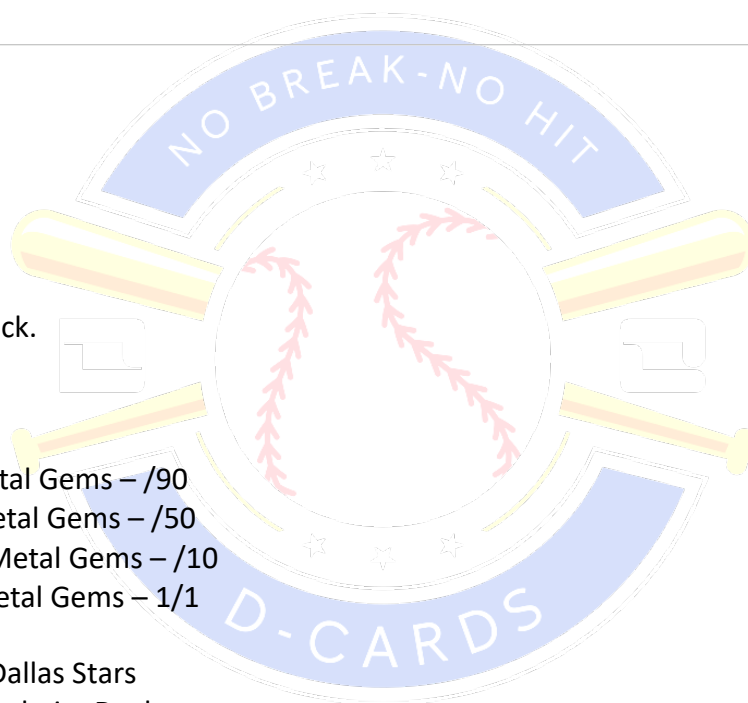 NO BREAK-NO HIT
ck.
tal Gems – /90
etal Gems – /50
Metal Gems – /10
etal Gems – 1/1
D-CARDS
Dallas Stars